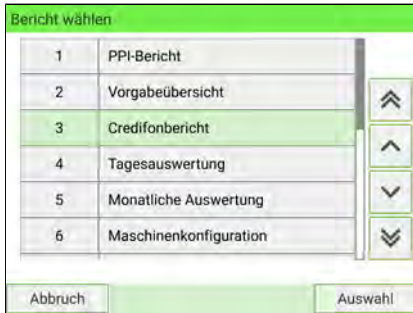 Bericht wählen
1 PPI-Bericht
2 Vorgabeübersicht
3 Credifonbericht
4 Tagesauswertung
5 Monatliche Auswertung
6 Maschinenkonfiguration
Abbruch Auswahl